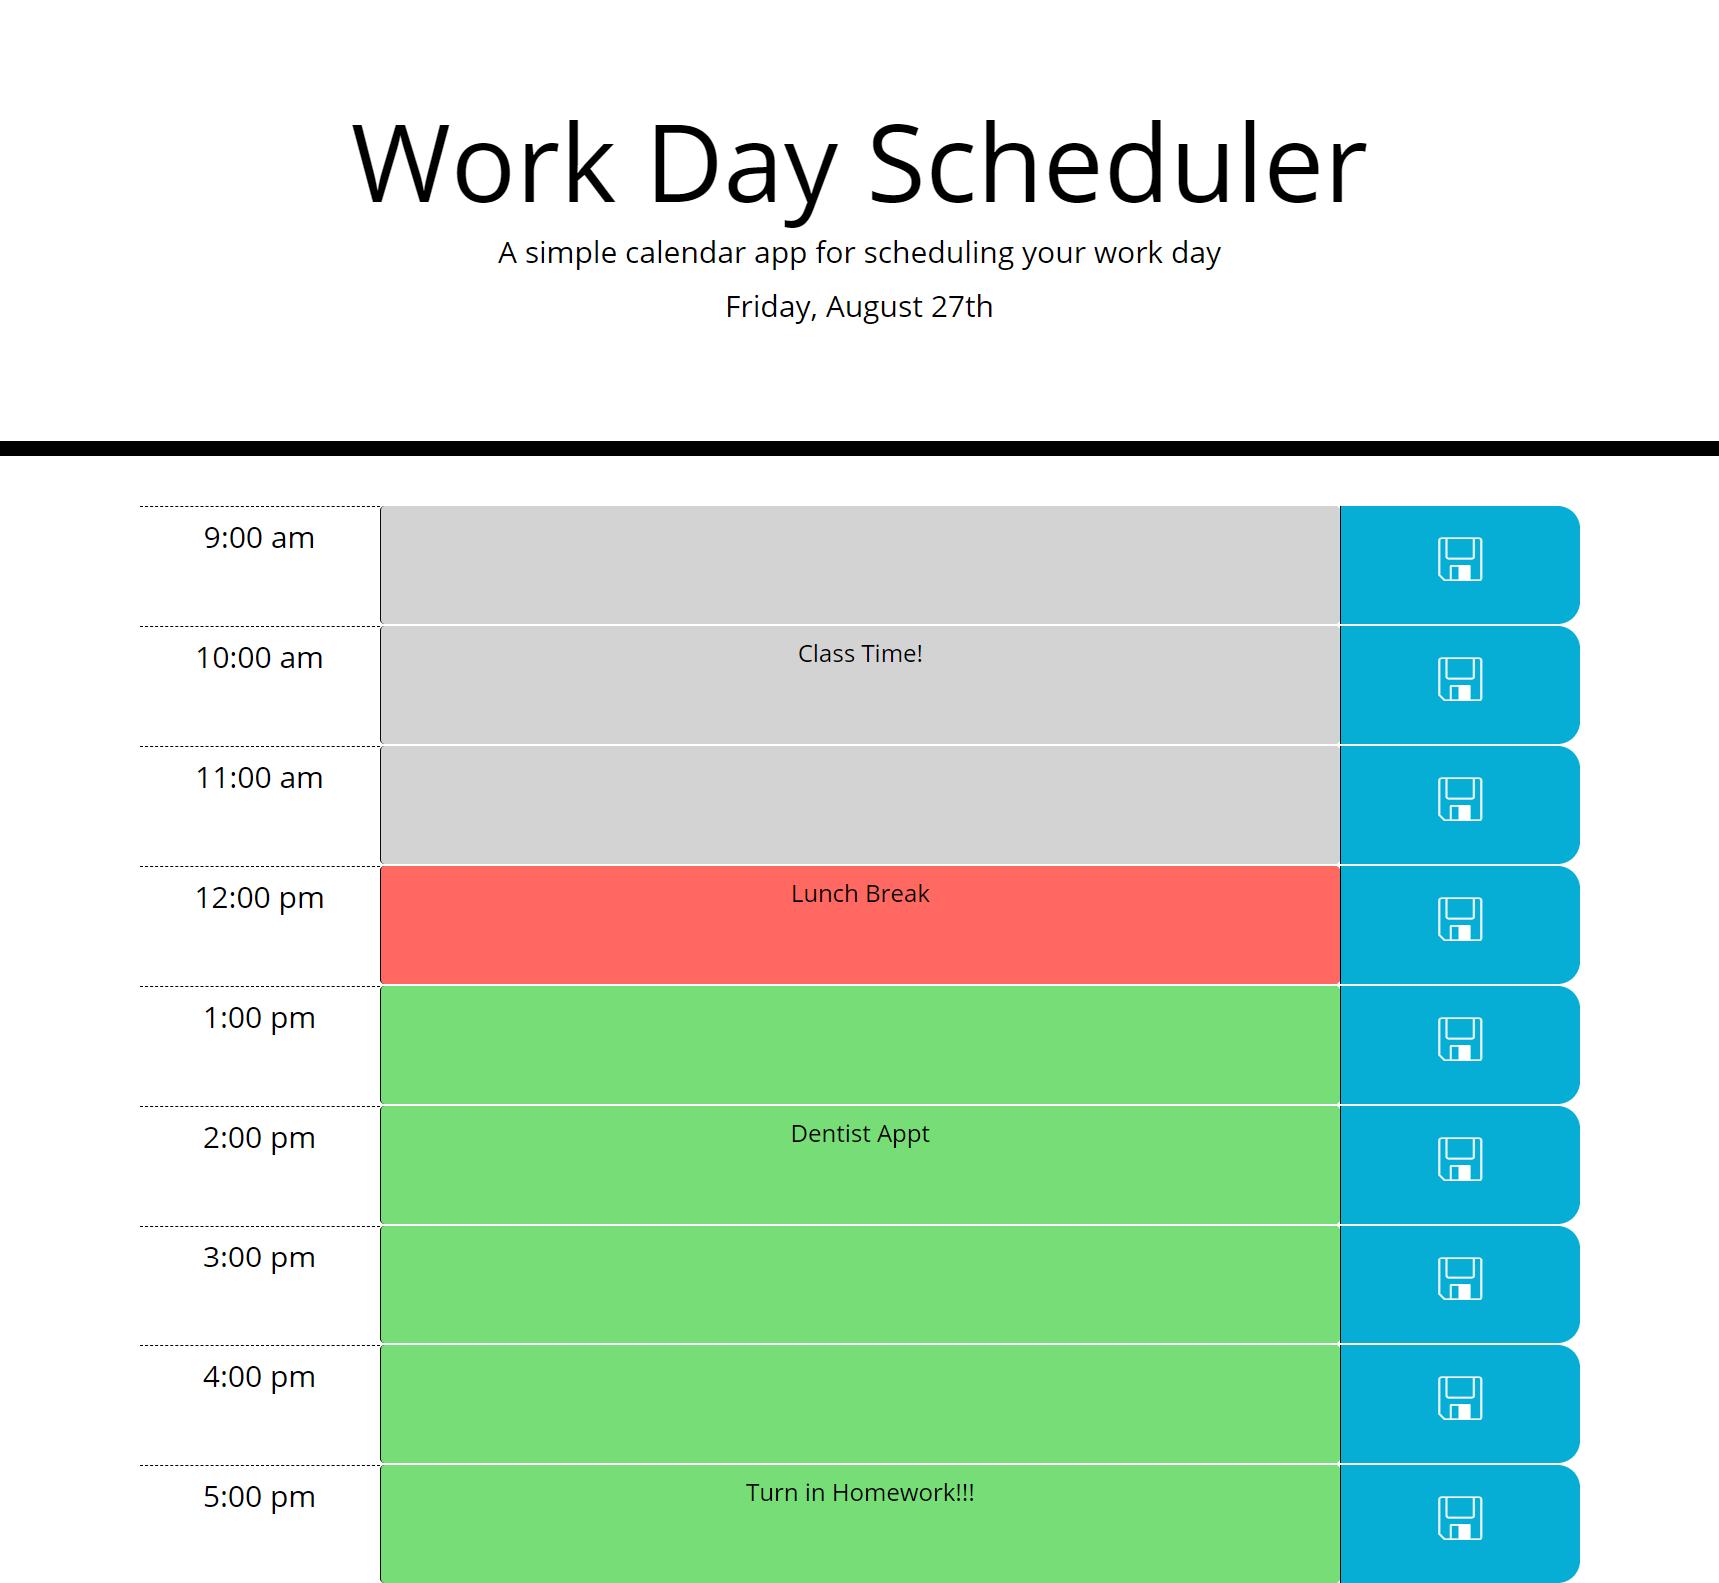 Work Day Scheduler
A simple calendar app for scheduling your work day
Friday, August 27th
9:00 am
10:00 am Class Time!
11:00 am
12:00 pm Lunch Break
1:00 pm
2:00 pm Dentist Appt
3:00 pm
4:00 pm
5:00 pm Turn in Homework!!!